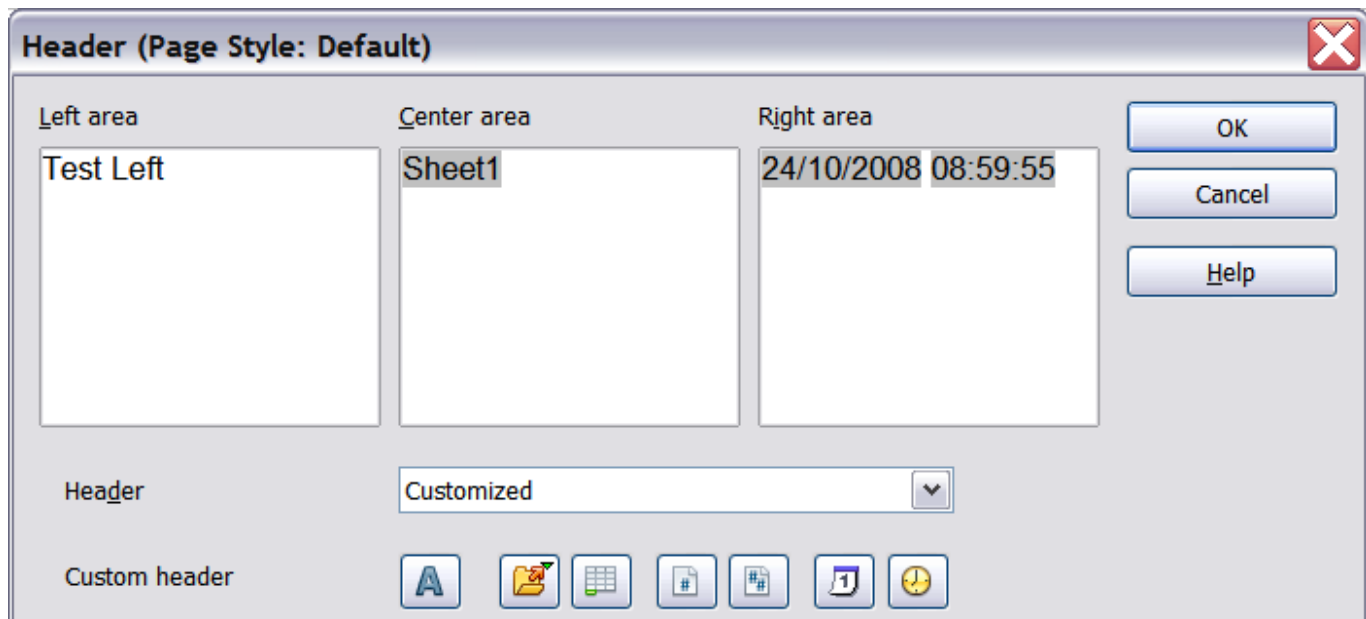 Header (Page Style: Default)
Left area Center area Right area
OK
Test Left Sheet1 24/10/2008 08:59:55
Cancel
Help
Header Customized
Custom header A # ## 1